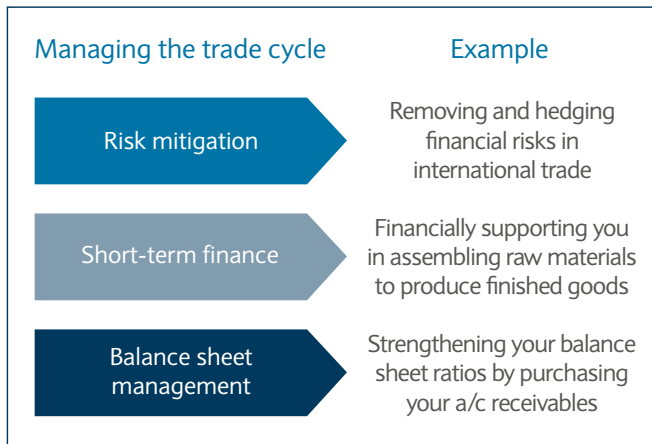 Managing the trade cycle
Example
Risk mitigation
Removing and hedging
financial risks in
international trade
Short-term finance
Financially supporting you
in assembling raw materials
to produce finished goods
Balance sheet
management
Strengthening your balance
sheet ratios by purchasing
your a/c receivables